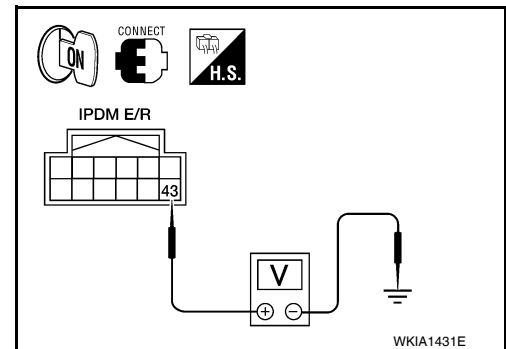 CONNECT
ON
H.S.
IPDM E/R
43
V
+ −
WKIA1431E